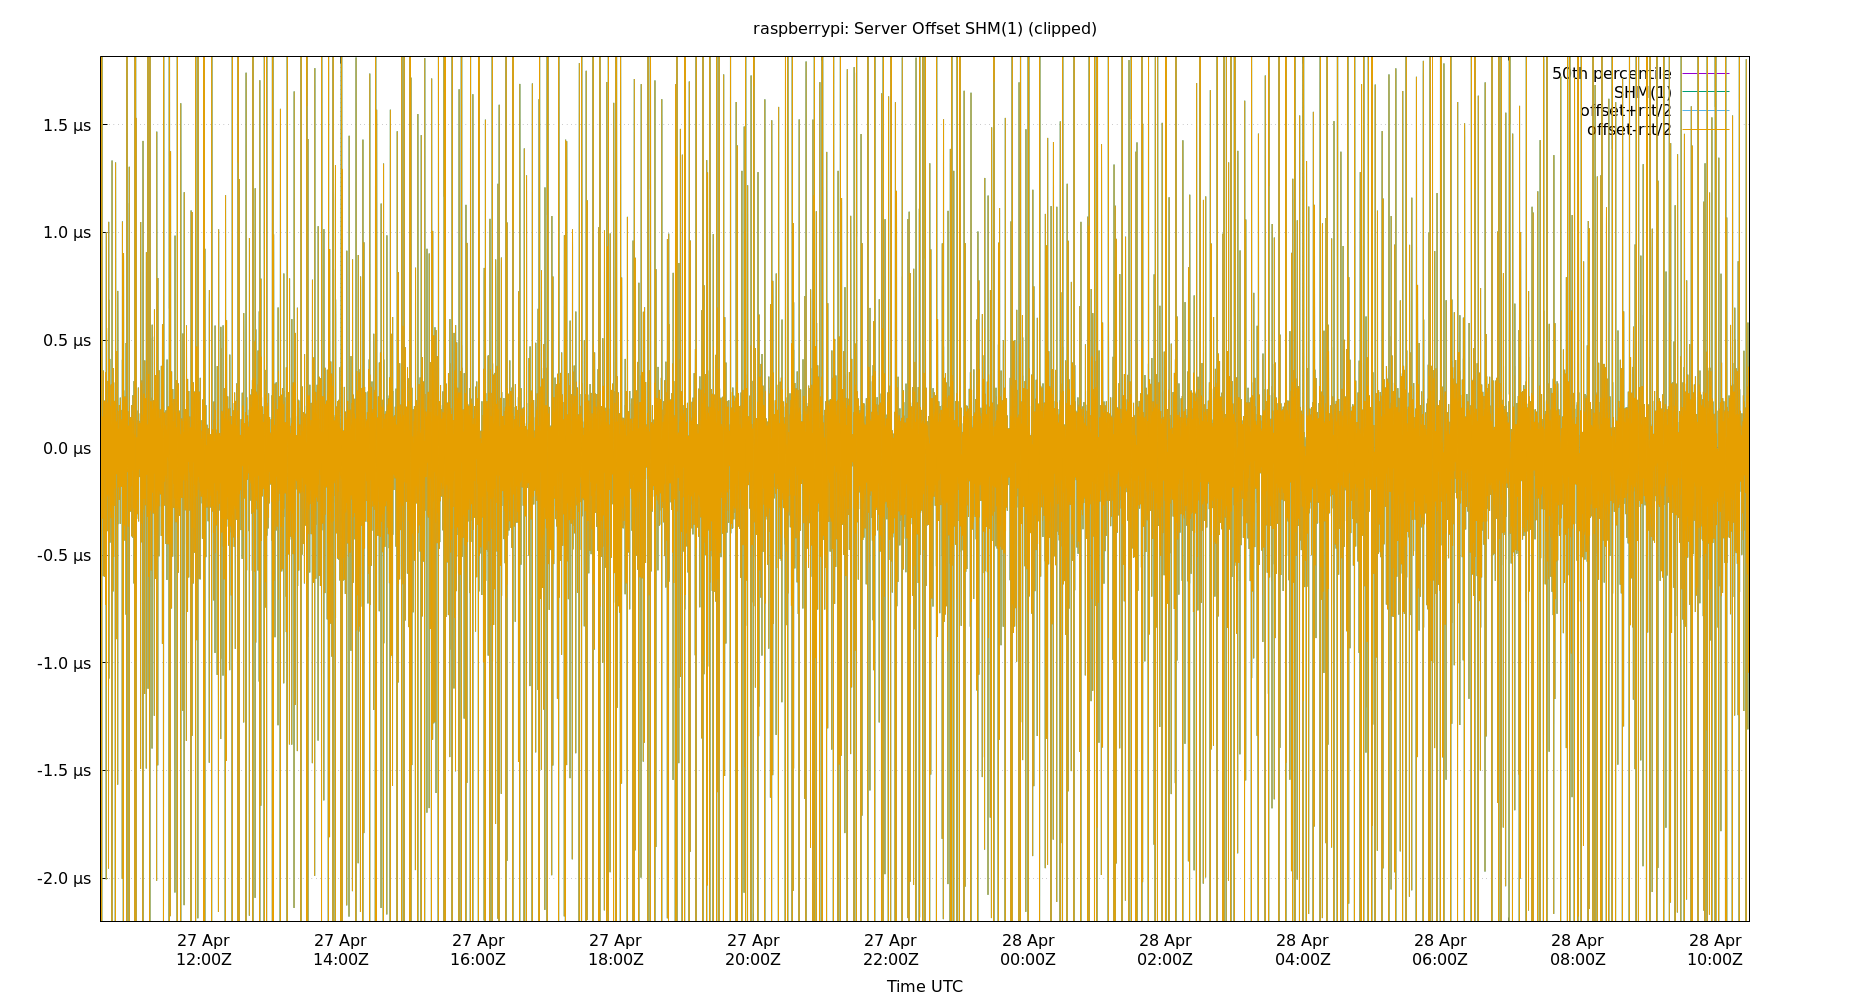 raspberrypi: Server Offset SHM(1) (clipped)
50th percentile
SHM(1)
offset+rtt/2
offset-rtt/2
1.5 µs
1.0 µs
0.5 µs
0.0 µs
-0.5 µs
-1.0 µs
-1.5 µs
-2.0 µs
27 Apr 27 Apr 27 Apr 27 Apr 27 Apr 27 Apr 28 Apr 28 Apr 28 Apr 28 Apr 28 Apr 28 Apr
12:00Z 14:00Z 16:00Z 18:00Z 20:00Z 22:00Z 00:00Z 02:00Z 04:00Z 06:00Z 08:00Z 10:00Z
Time UTC